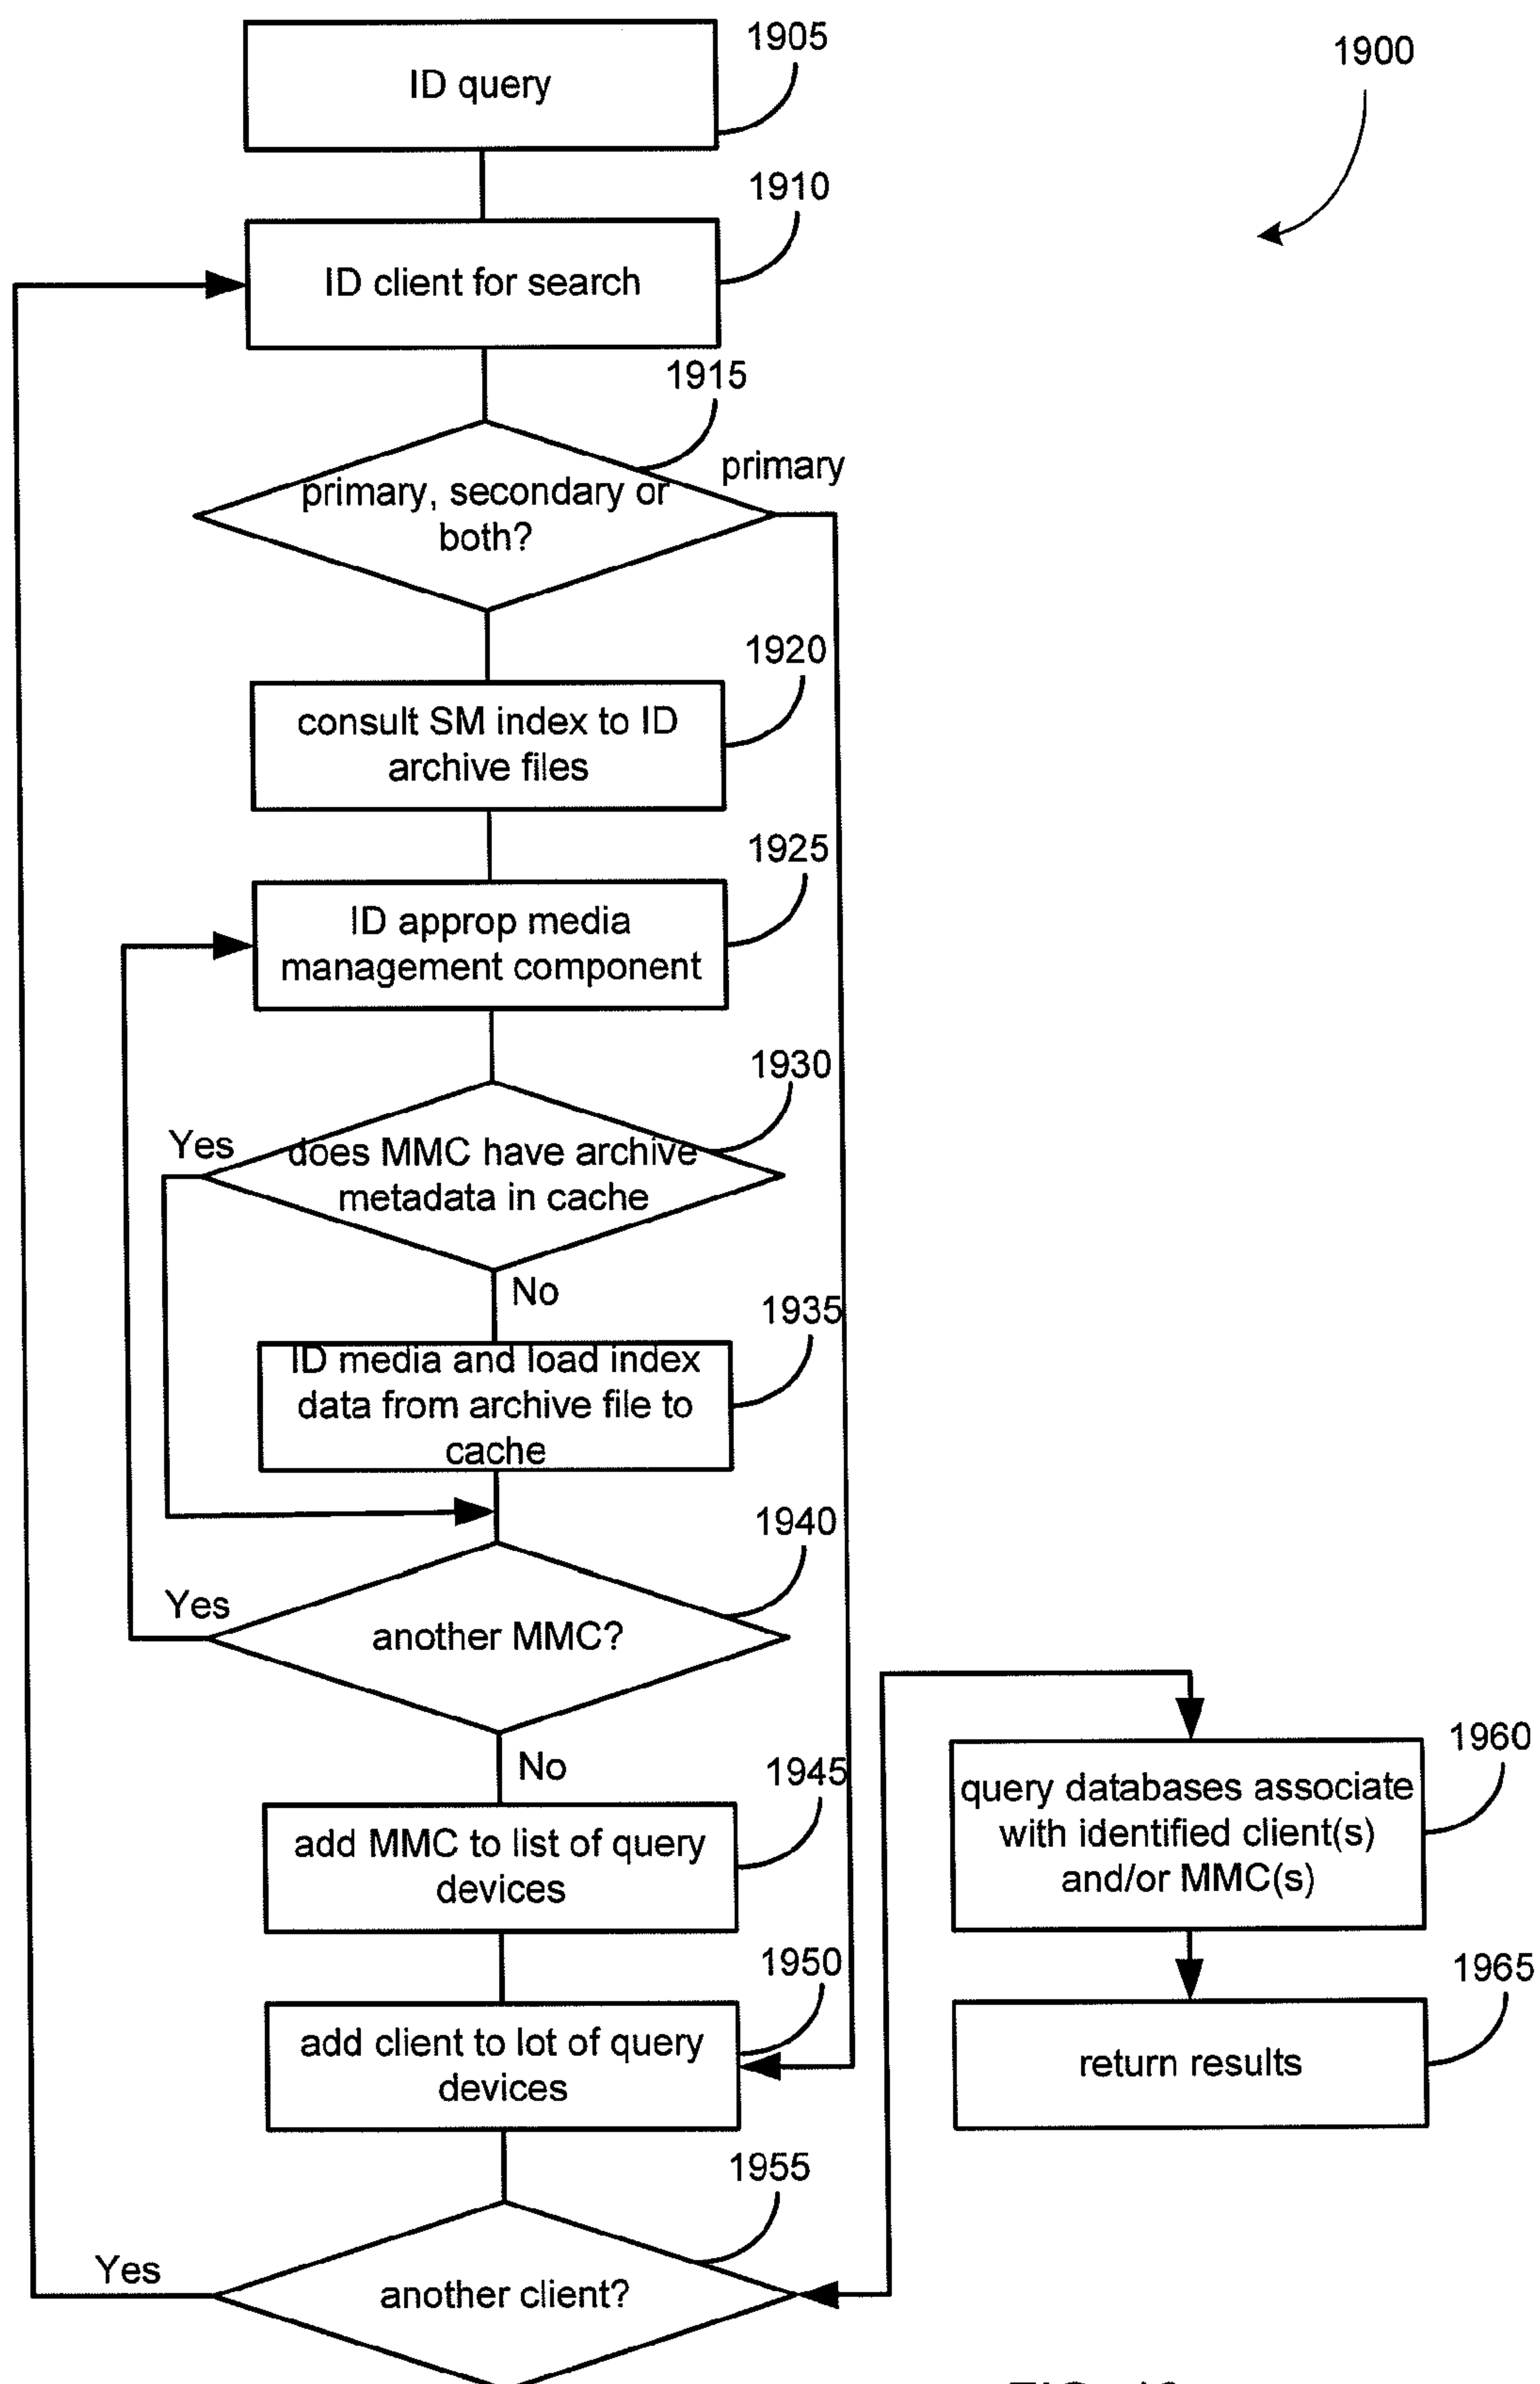 1905
1900
ID query
1910
ID client for search
1915
primary
primary, secondary or
both?
1920
consult SM index to ID
archive files
1925
ID approp media
management component
1930
Yes
does MMC have archive
metadata in cache
No
1935
ID media and load index
data from archive file to
cache
1940
Yes
another MMC?
No
1945
add MMC to list of query
devices
1950
add client to lot of query
devices
1955
Yes
another client?
1960
query databases associate
with identified client(s)
and/or MMC(s)
1965
return results